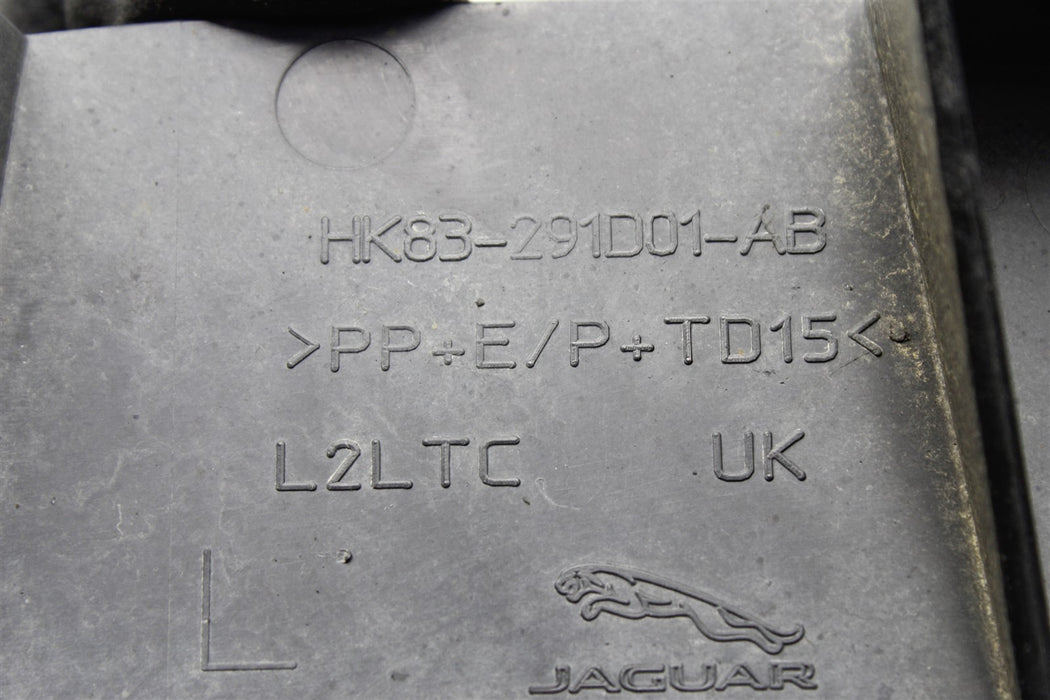 HK83-291D01-AB
>PP+E/P+TD15<
L2LTC UK
L
JAGUAR